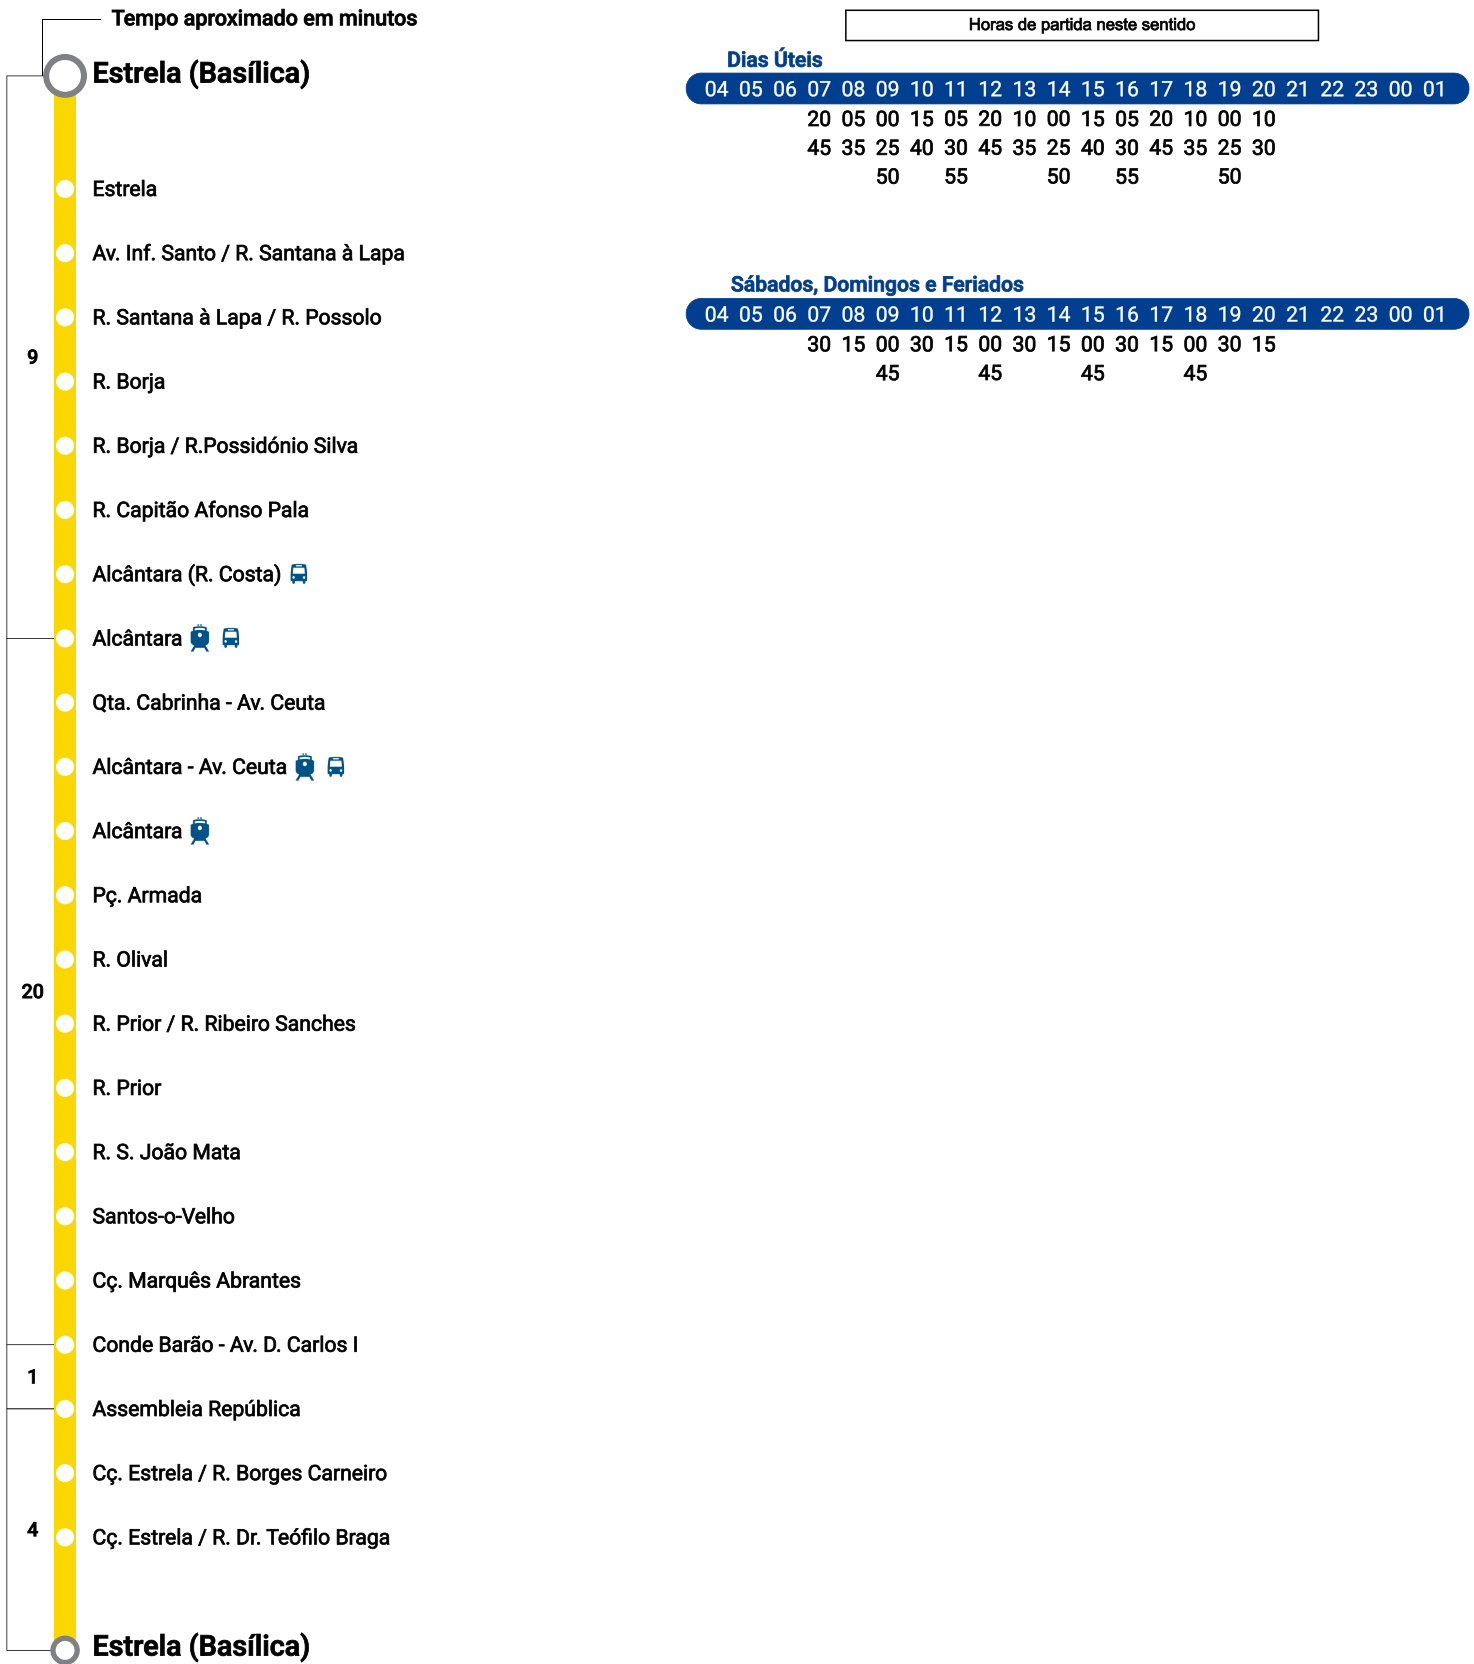 Tempo aproximado em minutos
Estrela (Basílica)
Estrela
Av. Inf. Santo / R. Santana à Lapa
R. Santana à Lapa / R. Possolo
9
R. Borja
R. Borja / R.Possidónio Silva
R. Capitão Afonso Pala
Alcântara (R. Costa)
Alcântara
Qta. Cabrinha - Av. Ceuta
Alcântara - Av. Ceuta
Alcântara
Pç. Armada
R. Olival
20
R. Prior / R. Ribeiro Sanches
R. Prior
R. S. João Mata
Santos-o-Velho
Cç. Marquês Abrantes
Conde Barão - Av. D. Carlos I
1
Assembleia República
Cç. Estrela / R. Borges Carneiro
4
Cç. Estrela / R. Dr. Teófilo Braga
Estrela (Basílica)
Horas de partida neste sentido
Dias Úteis
04 05 06 07 08 09 10 11 12 13 14 15 16 17 18 19 20 21 22 23 00 01
20 05 00 15 05 20 10 00 15 05 20 10 00 10
45 35 25 40 30 45 35 25 40 30 45 35 25 30
50 55 50 55 50
Sábados, Domingos e Feriados
04 05 06 07 08 09 10 11 12 13 14 15 16 17 18 19 20 21 22 23 00 01
30 15 00 30 15 00 30 15 00 30 15 00 30 15
45 45 45 45